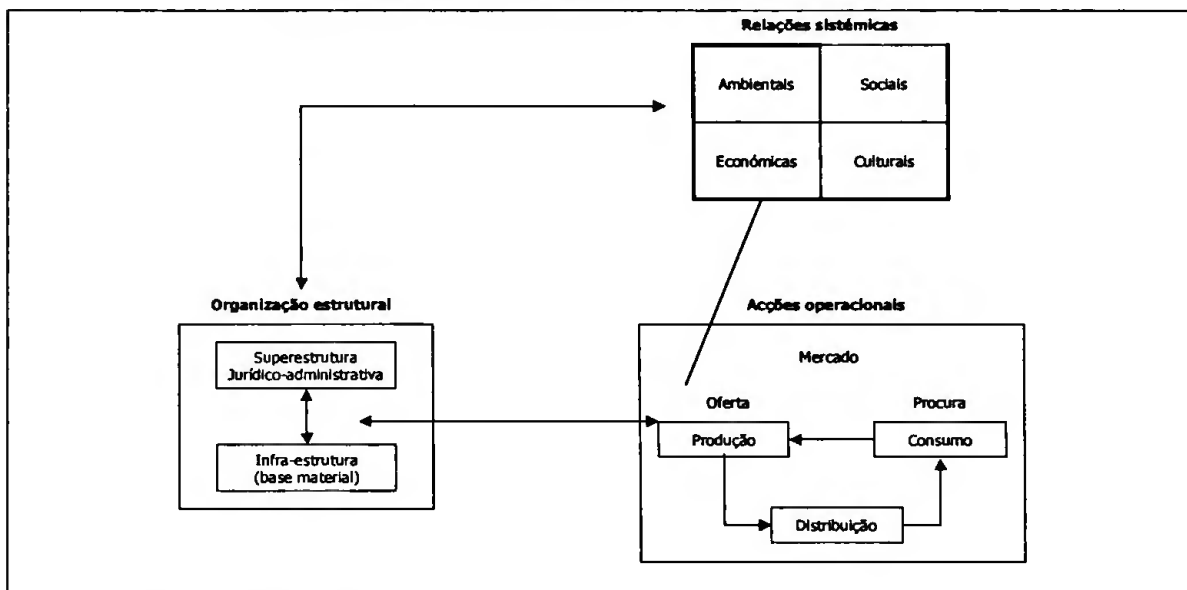 Relações sistémicas
Ambientais
Sociais
Económicas
Culturais
Organização estrutural
Superestrutura
Jurídico-administrativa
Infra-estrutura
(base material)
Acções operacionais
Mercado
Oferta
Procura
Produção
Consumo
Distribuição